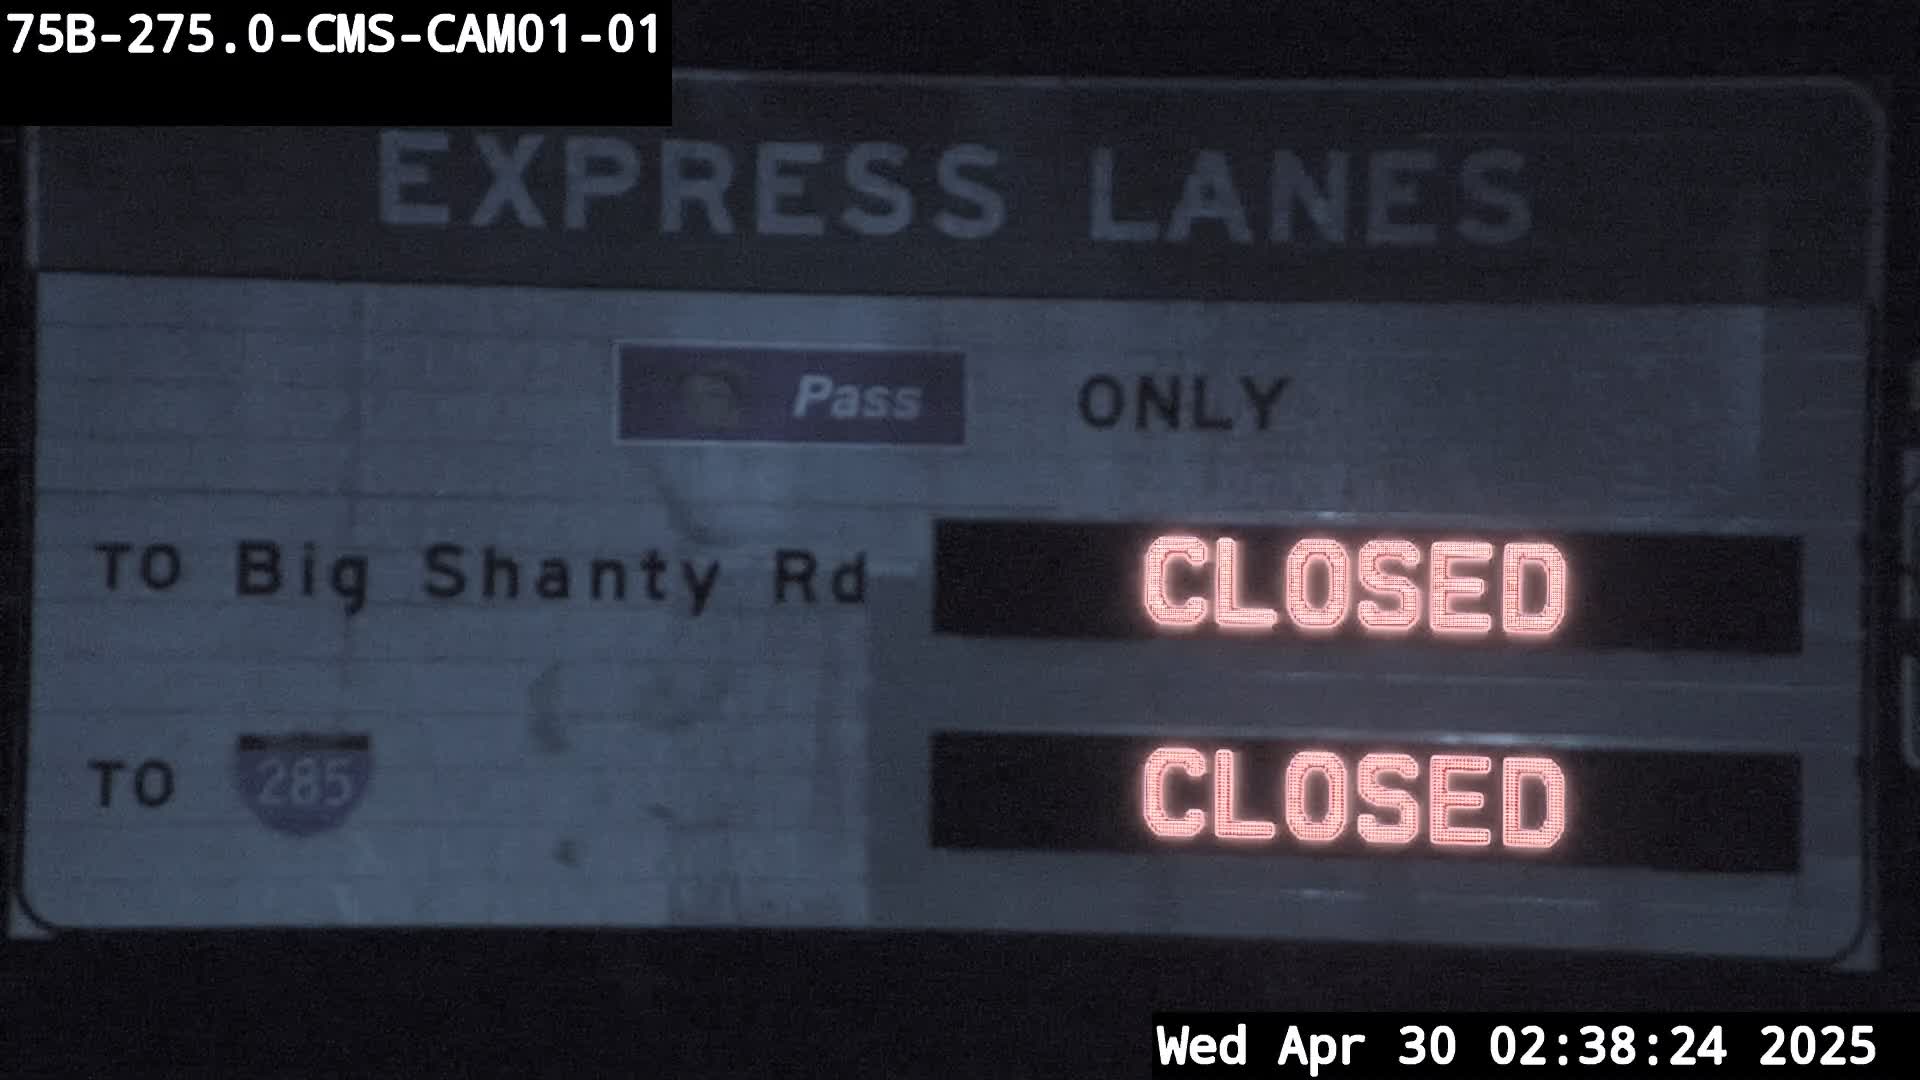 75B-275.0-CMS-CAM01-01
EXPRESS LANES
Pass ONLY
TO Big Shanty Rd CLOSED
TO 285 CLOSED
Wed Apr 30 02:38:24 2025